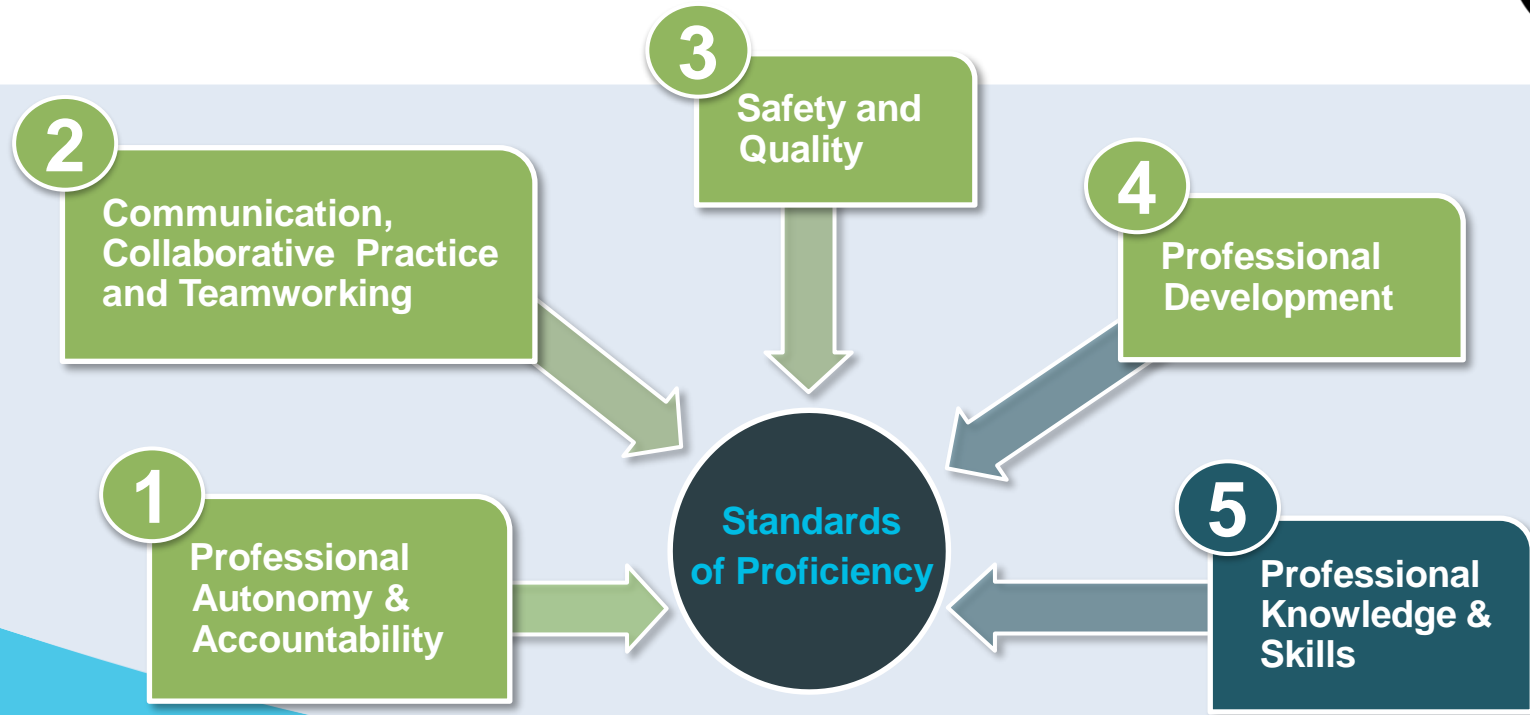 3
Safety and
Quality
2
Communication,
Collaborative Practice
and Teamworking
4
Professional
Development
1
Professional
Autonomy &
Accountability
Standards
of Proficiency
5
Professional
Knowledge &
Skills